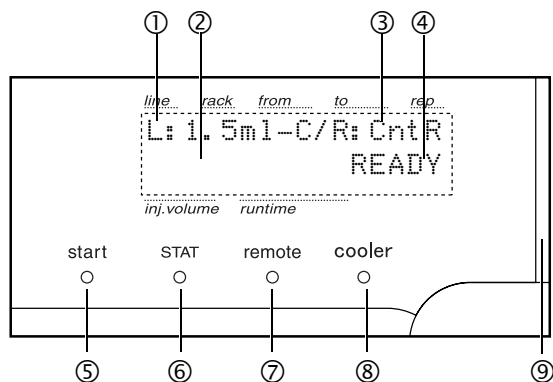 ① ② ③ ④
line rack from to rep
L: 1.5ml-C/R: CntR
READY
inj.volume runtime
start STAT remote cooler
⑤ ⑥ ⑦ ⑧ ⑨